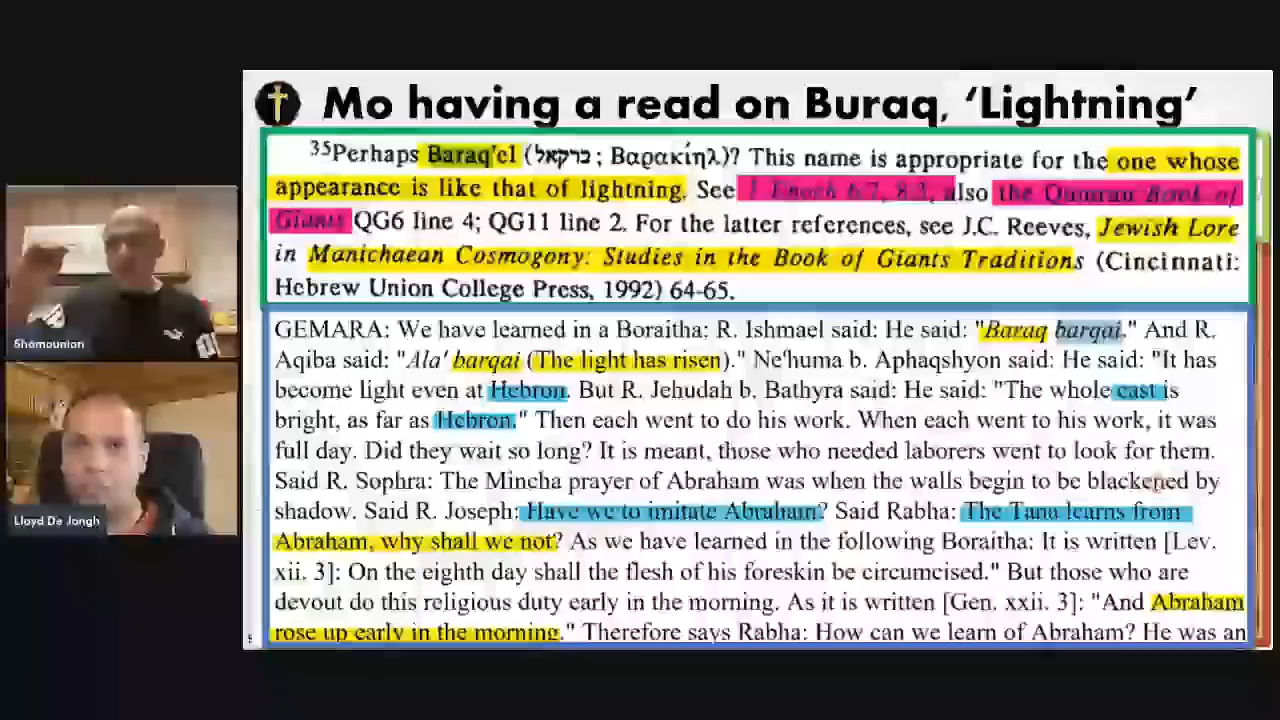 Mo having a read on Buraq, ‘Lightning’
³⁵Perhaps Baraq'el (ברקאל ; Βαρακίηλ)? This name is appropriate for the one whose
appearance is like that of lightning. See 1 Enoch 6:7, 8:3, also the Qumran Book of
Giants QG6 line 4; QG11 line 2. For the latter references, see J.C. Reeves, Jewish Lore
in Manichaean Cosmogony: Studies in the Book of Giants Traditions (Cincinnati:
Hebrew Union College Press, 1992) 64-65.
GEMARA: We have learned in a Boraitha: R. Ishmael said: He said: "Baraq barqai." And R.
Aqiba said: "Ala' barqai (The light has risen)." Ne'huma b. Aphaqshyon said: He said: "It has
become light even at Hebron. But R. Jehudah b. Bathyra said: He said: "The whole east is
bright, as far as Hebron." Then each went to do his work. When each went to his work, it was
full day. Did they wait so long? It is meant, those who needed laborers went to look for them.
Said R. Sophra: The Mincha prayer of Abraham was when the walls begin to be blackened by
shadow. Said R. Joseph: Have we to imitate Abraham? Said Rabha: The Tana learns from
Abraham, why shall we not? As we have learned in the following Boraitha: It is written [Lev.
xii. 3]: On the eighth day shall the flesh of his foreskin be circumcised." But those who are
devout do this religious duty early in the morning. As it is written [Gen. xxii. 3]: "And Abraham
rose up early in the morning." Therefore says Rabha: How can we learn of Abraham? He was an
Shamounian
Lloyd De Jongh